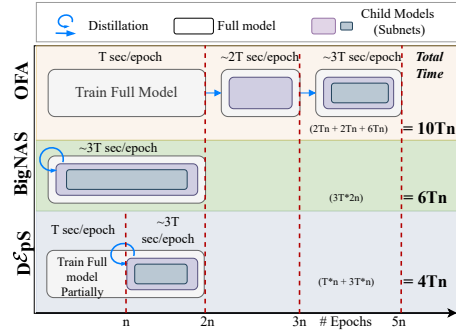 Distillation
Full model
Child Models
(Subnets)
OFA
T sec/epoch
~2T sec/epoch
~3T sec/epoch
Total
Time
Train Full Model
(2Tn + 2Tn + 6Tn)
= 10Tn
BigNAS
~3T sec/epoch
(3T*2n)
= 6Tn
DƐpS
T sec/epoch
~3T
sec/epoch
Train Full
model
Partially
(T*n + 3T*n)
= 4Tn
n
2n
3n
# Epochs
5n